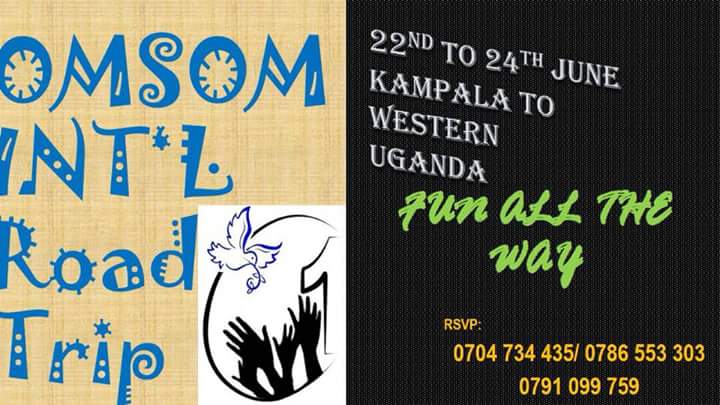 OMSOM
INT'L
Road
Trip
1
22ND TO 24TH JUNE
KAMPALA TO
WESTERN
UGANDA
FUN ALL THE
WAY
RSVP:
0704 734 435/ 0786 553 303
0791 099 759